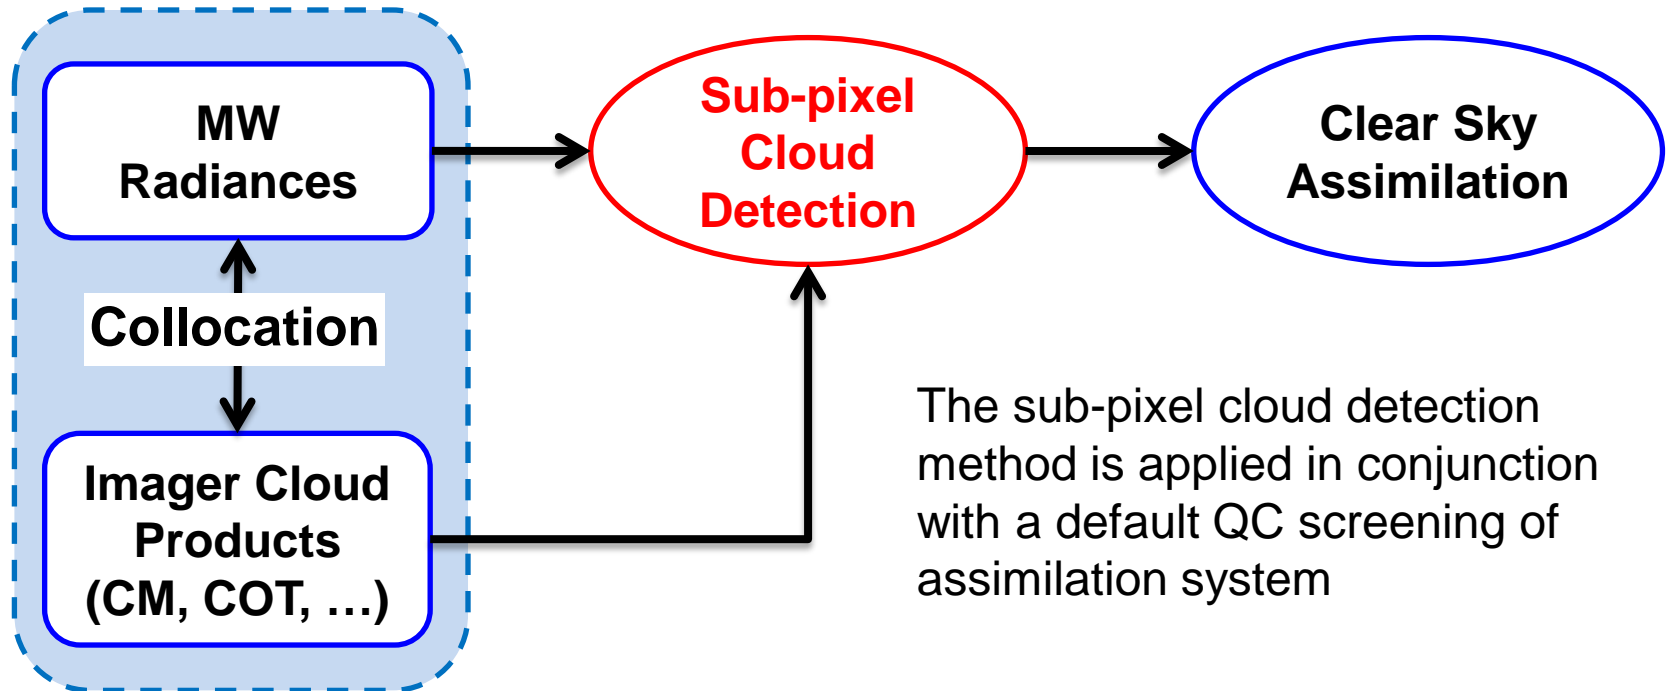 MW
Radiances
Collocation
Imager Cloud
Products
(CM, COT, …)
Sub-pixel
Cloud
Detection
Clear Sky
Assimilation
The sub-pixel cloud detection
method is applied in conjunction
with a default QC screening of
assimilation system